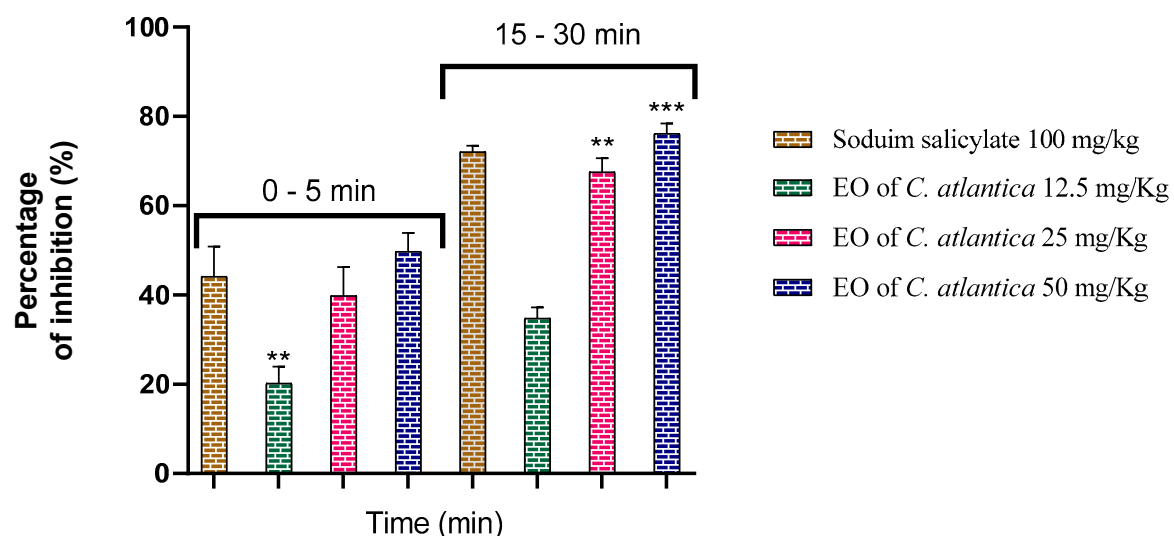 100
80
60
40
20
0
Percentage
of inhibition (%)
0 - 5 min
15 - 30 min
**
**
***
Time (min)
Soduim salicylate 100 mg/kg
EO of C. atlantica 12.5 mg/Kg
EO of C. atlantica 25 mg/Kg
EO of C. atlantica 50 mg/Kg